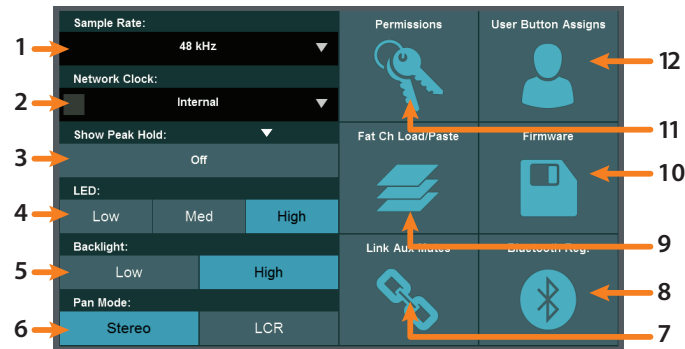 Sample Rate:
Permissions
User Button Assigns
1
48 kHz
12
Network Clock:
2
Internal
11
Show Peak Hold:
Fat Ch Load/Paste
Firmware
3
Off
10
LED:
4
Low
Med
High
9
Backlight:
Link Aux Mutes
Bluetooth Reg.
5
Low
High
8
Pan Mode:
6
Stereo
LCR
7